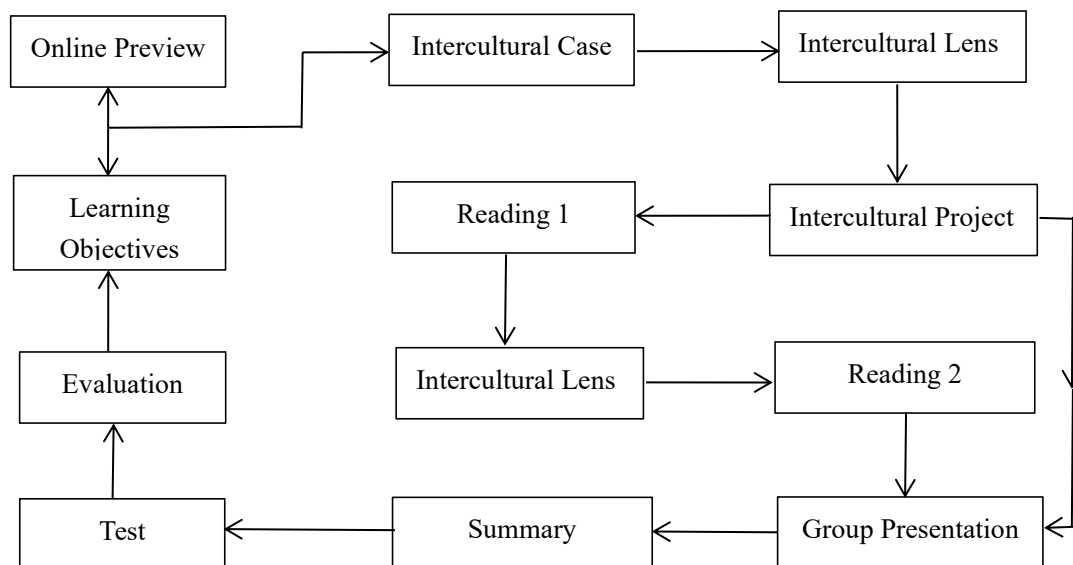 Online Preview
Intercultural Case
Intercultural Lens
Learning
Objectives
Reading 1
Intercultural Project
Evaluation
Intercultural Lens
Reading 2
Test
Summary
Group Presentation